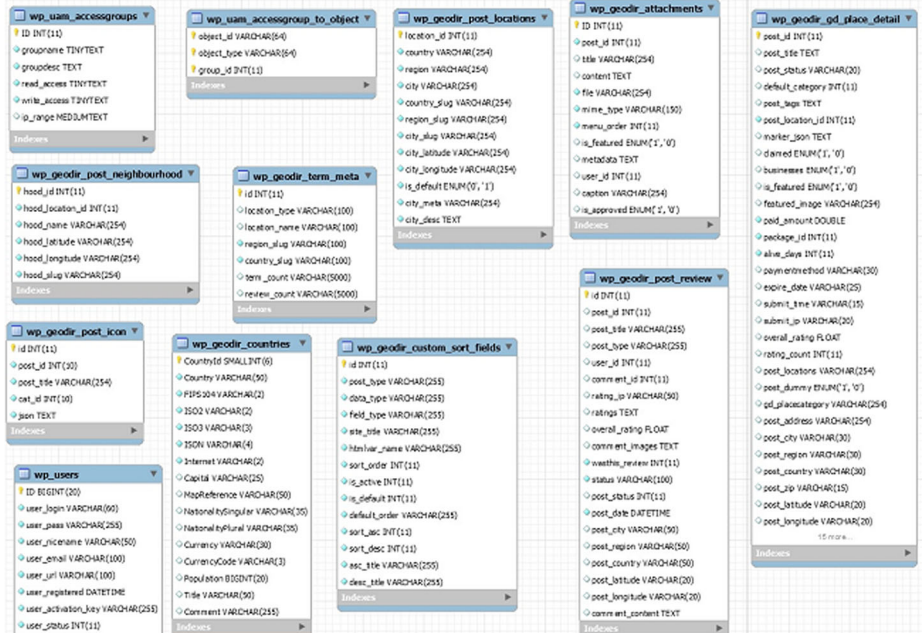 wp_uam_accessgroups
ID INT(11)
groupname TINYTEXT
groupdesc TEXT
read_access TINYTEXT
write_access TINYTEXT
ip_range MEDIUMTEXT
Indexes
wp_uam_accessgroup_to_object
object_id VARCHAR(64)
object_type VARCHAR(64)
group_id INT(11)
Indexes
wp_geodir_post_locations
location_id INT(11)
country VARCHAR(254)
region VARCHAR(254)
city VARCHAR(254)
country_slug VARCHAR(254)
region_slug VARCHAR(254)
city_slug VARCHAR(254)
city_latitude VARCHAR(254)
city_longitude VARCHAR(254)
is_default ENUM('0', '1')
city_meta VARCHAR(254)
city_desc TEXT
Indexes
wp_geodir_attachments
ID INT(11)
post_id INT(11)
title VARCHAR(254)
content TEXT
file VARCHAR(254)
mime_type VARCHAR(150)
menu_order INT(11)
is_featured ENUM('1', '0')
metadata TEXT
user_id INT(11)
caption VARCHAR(254)
is_approved ENUM('1', '0')
Indexes
wp_geodir_gd_place_detail
post_id INT(11)
post_title TEXT
post_status VARCHAR(20)
default_category INT(11)
post_tags TEXT
post_location_id INT(11)
marker_json TEXT
claimed ENUM('1', '0')
businesses ENUM('1', '0')
is_featured ENUM('1', '0')
featured_image VARCHAR(254)
paid_amount DOUBLE
package_id INT(11)
alive_days INT(11)
paymentmethod VARCHAR(30)
expire_date VARCHAR(25)
submit_time VARCHAR(15)
submit_ip VARCHAR(20)
overall_rating FLOAT
rating_count INT(11)
post_locations VARCHAR(254)
post_dummy ENUM('1', '0')
gd_placecategory VARCHAR(254)
post_address VARCHAR(254)
post_city VARCHAR(30)
post_region VARCHAR(30)
post_country VARCHAR(30)
post_zip VARCHAR(15)
post_latitude VARCHAR(20)
post_longitude VARCHAR(20)
15 more...
Indexes
wp_geodir_post_neighbourhood
hood_id INT(11)
hood_location_id INT(11)
hood_name VARCHAR(254)
hood_latitude VARCHAR(254)
hood_longitude VARCHAR(254)
hood_slug VARCHAR(254)
Indexes
wp_geodir_term_meta
id INT(11)
location_type VARCHAR(100)
location_name VARCHAR(100)
region_slug VARCHAR(100)
country_slug VARCHAR(100)
term_count VARCHAR(5000)
review_count VARCHAR(5000)
Indexes
wp_geodir_post_icon
id INT(11)
post_id INT(10)
post_title VARCHAR(254)
cat_id INT(10)
json TEXT
Indexes
wp_geodir_countries
CountryId SMALLINT(6)
Country VARCHAR(50)
FIPS104 VARCHAR(2)
ISO2 VARCHAR(2)
ISO3 VARCHAR(3)
ISON VARCHAR(4)
Internet VARCHAR(2)
Capital VARCHAR(25)
MapReference VARCHAR(50)
NationalitySingular VARCHAR(35)
NationalityPlural VARCHAR(35)
Currency VARCHAR(30)
CurrencyCode VARCHAR(3)
Population BIGINT(20)
Title VARCHAR(50)
Comment VARCHAR(255)
Indexes
wp_geodir_custom_sort_fields
id INT(11)
post_type VARCHAR(255)
data_type VARCHAR(255)
field_type VARCHAR(255)
site_title VARCHAR(255)
htmlvar_name VARCHAR(255)
sort_order INT(11)
is_active INT(11)
is_default INT(11)
default_order VARCHAR(255)
sort_asc INT(11)
sort_desc INT(11)
asc_title VARCHAR(255)
desc_title VARCHAR(255)
Indexes
wp_geodir_post_review
id INT(11)
post_id INT(11)
post_title VARCHAR(255)
post_type VARCHAR(255)
user_id INT(11)
comment_id INT(11)
rating_ip VARCHAR(50)
ratings TEXT
overall_rating FLOAT
comment_images TEXT
wasthis_review INT(11)
status VARCHAR(100)
post_status INT(11)
post_date DATETIME
post_city VARCHAR(50)
post_region VARCHAR(50)
post_country VARCHAR(50)
post_latitude VARCHAR(20)
post_longitude VARCHAR(20)
comment_content TEXT
Indexes
wp_users
ID BIGINT(20)
user_login VARCHAR(60)
user_pass VARCHAR(255)
user_nicename VARCHAR(50)
user_email VARCHAR(100)
user_url VARCHAR(100)
user_registered DATETIME
user_activation_key VARCHAR(255)
user_status INT(11)